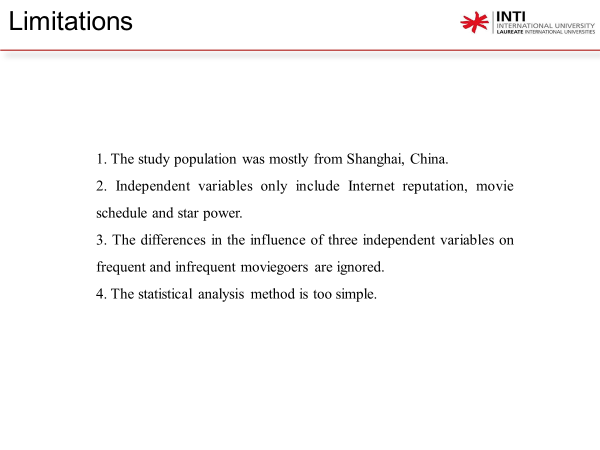 Limitations
INTI
INTERNATIONAL UNIVERSITY
LAUREATE INTERNATIONAL UNIVERSITIES
1. The study population was mostly from Shanghai, China.
2. Independent variables only include Internet reputation, movie
schedule and star power.
3. The differences in the influence of three independent variables on
frequent and infrequent moviegoers are ignored.
4. The statistical analysis method is too simple.